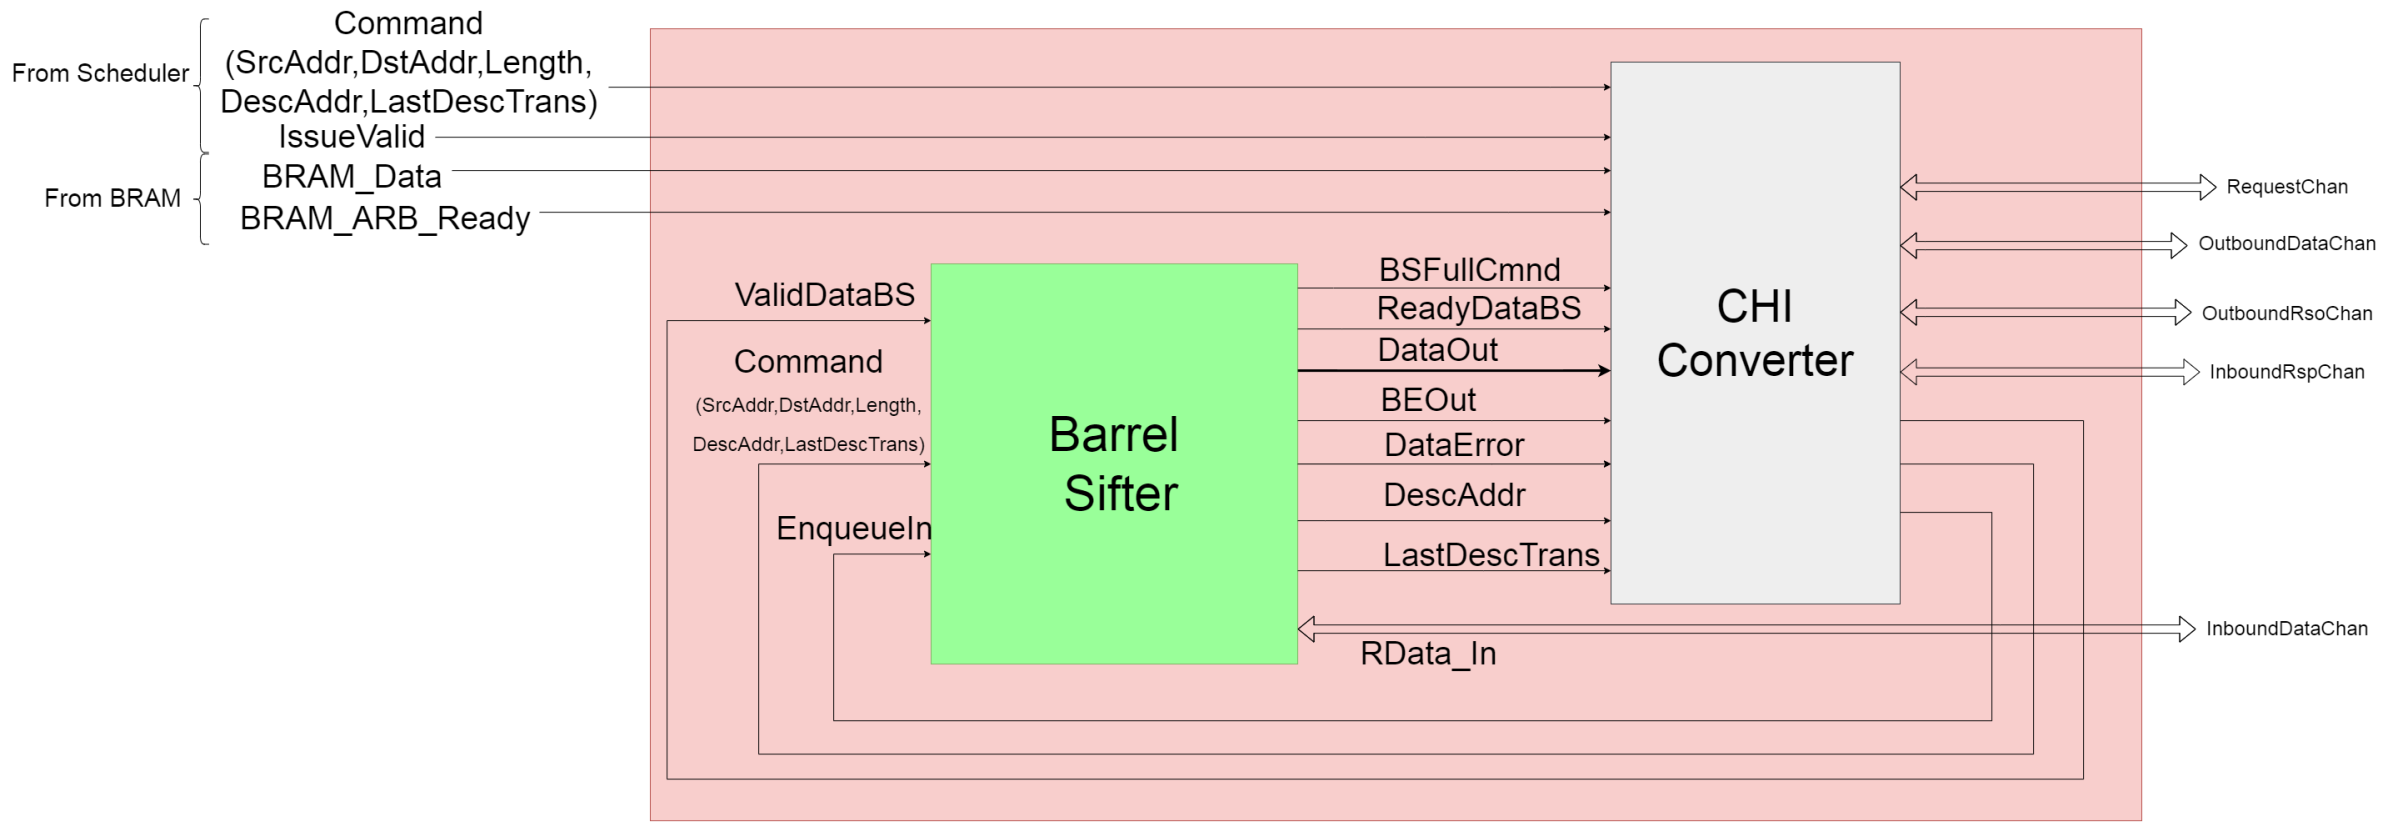 From Scheduler
Command
(SrcAddr,DstAddr,Length,
DescAddr,LastDescTrans)
IssueValid
From BRAM
BRAM_Data
BRAM_ARB_Ready
ValidDataBS
Command
(SrcAddr,DstAddr,Length,
DescAddr,LastDescTrans)
EnqueueIn
Barrel
Sifter
BSFullCmnd
ReadyDataBS
DataOut
BEOut
DataError
DescAddr
LastDescTrans
RData_In
CHI
Converter
RequestChan
OutboundDataChan
OutboundRsoChan
InboundRspChan
InboundDataChan